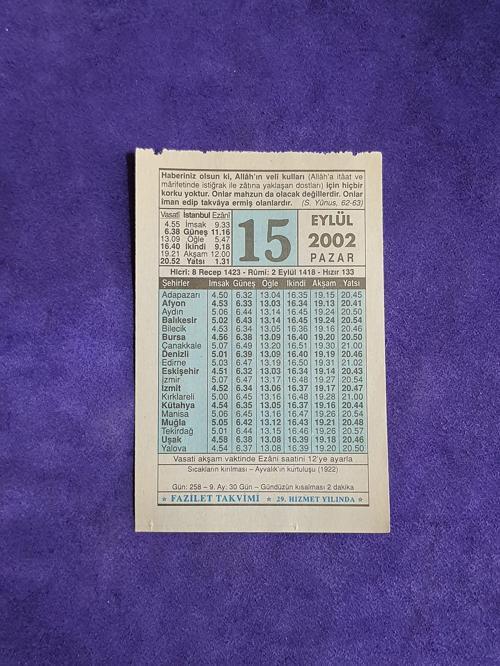 Haberiniz olsun ki, Allâh'ın veli kulları (Allâh'a itâat ve
mârifetinde istiğrak ile zâtına yaklaşan dostları) için hiçbir
korku yoktur. Onlar mahzun da olacak değillerdir. Onlar
iman edip takvâya ermiş olanlardır. (S. Yûnus, 62-63)
Vasati İstanbul Ezânî
4.55 İmsak 9.33
6.38 Güneş 11.16
13.09 Öğle 5.47
16.40 İkindi 9.18
19.21 Akşam 12.00
20.52 Yatsı 1.31
15
EYLÜL
2002
PAZAR
Hicri: 8 Recep 1423 - Rûmi: 2 Eylül 1418 - Hızır 133
Şehirler İmsak Güneş Öğle İkindi Akşam Yatsı
Adapazarı 4.50 6.32 13.04 16.35 19.15 20.45
Afyon 4.53 6.33 13.03 16.34 19.13 20.41
Aydın 5.06 6.44 13.14 16.45 19.24 20.50
Balıkesir 5.02 6.43 13.14 16.45 19.24 20.54
Bilecik 4.53 6.34 13.05 16.36 19.16 20.46
Bursa 4.56 6.38 13.09 16.40 19.20 20.50
Çanakkale 5.07 6.49 13.20 16.51 19.30 21.00
Denizli 5.01 6.39 13.09 16.40 19.19 20.46
Edirne 5.03 6.47 13.19 16.50 19.31 21.02
Eskişehir 4.51 6.32 13.03 16.34 19.14 20.43
İzmir 5.07 6.47 13.17 16.48 19.27 20.54
İzmit 4.52 6.34 13.06 16.37 19.17 20.47
Kırklareli 5.00 6.45 13.16 16.48 19.28 21.00
Kütahya 4.54 6.35 13.05 16.37 19.16 20.44
Manisa 5.06 6.45 13.16 16.47 19.26 20.54
Muğla 5.05 6.42 13.12 16.43 19.21 20.48
Tekirdağ 5.01 6.44 13.15 16.46 19.26 20.57
Uşak 4.58 6.38 13.08 16.39 19.18 20.46
Yalova 4.54 6.37 13.08 16.39 19.20 20.50
Vasati akşam vaktinde Ezâni saatini 12'ye ayarla
Sıcakların kırılması – Ayvalık'ın kurtuluşu (1922)
Gün: 258 – 9. Ay: 30 Gün – Gündüzün kısalması 2 dakika
★ FAZİLET TAKVİMİ ★ 29. HİZMET YILINDA ★